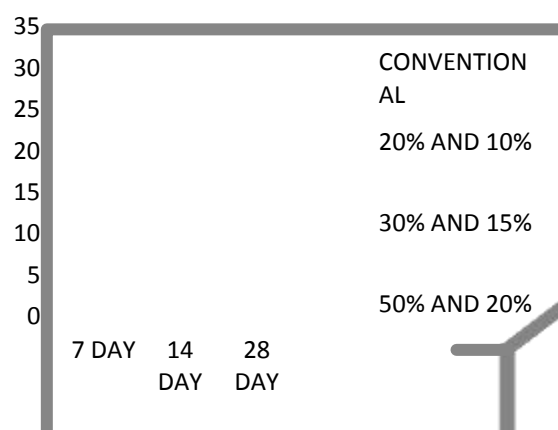 35
30
25
20
15
10
5
0
7 DAY
14
DAY
28
DAY
CONVENTION
AL
20% AND 10%
30% AND 15%
50% AND 20%